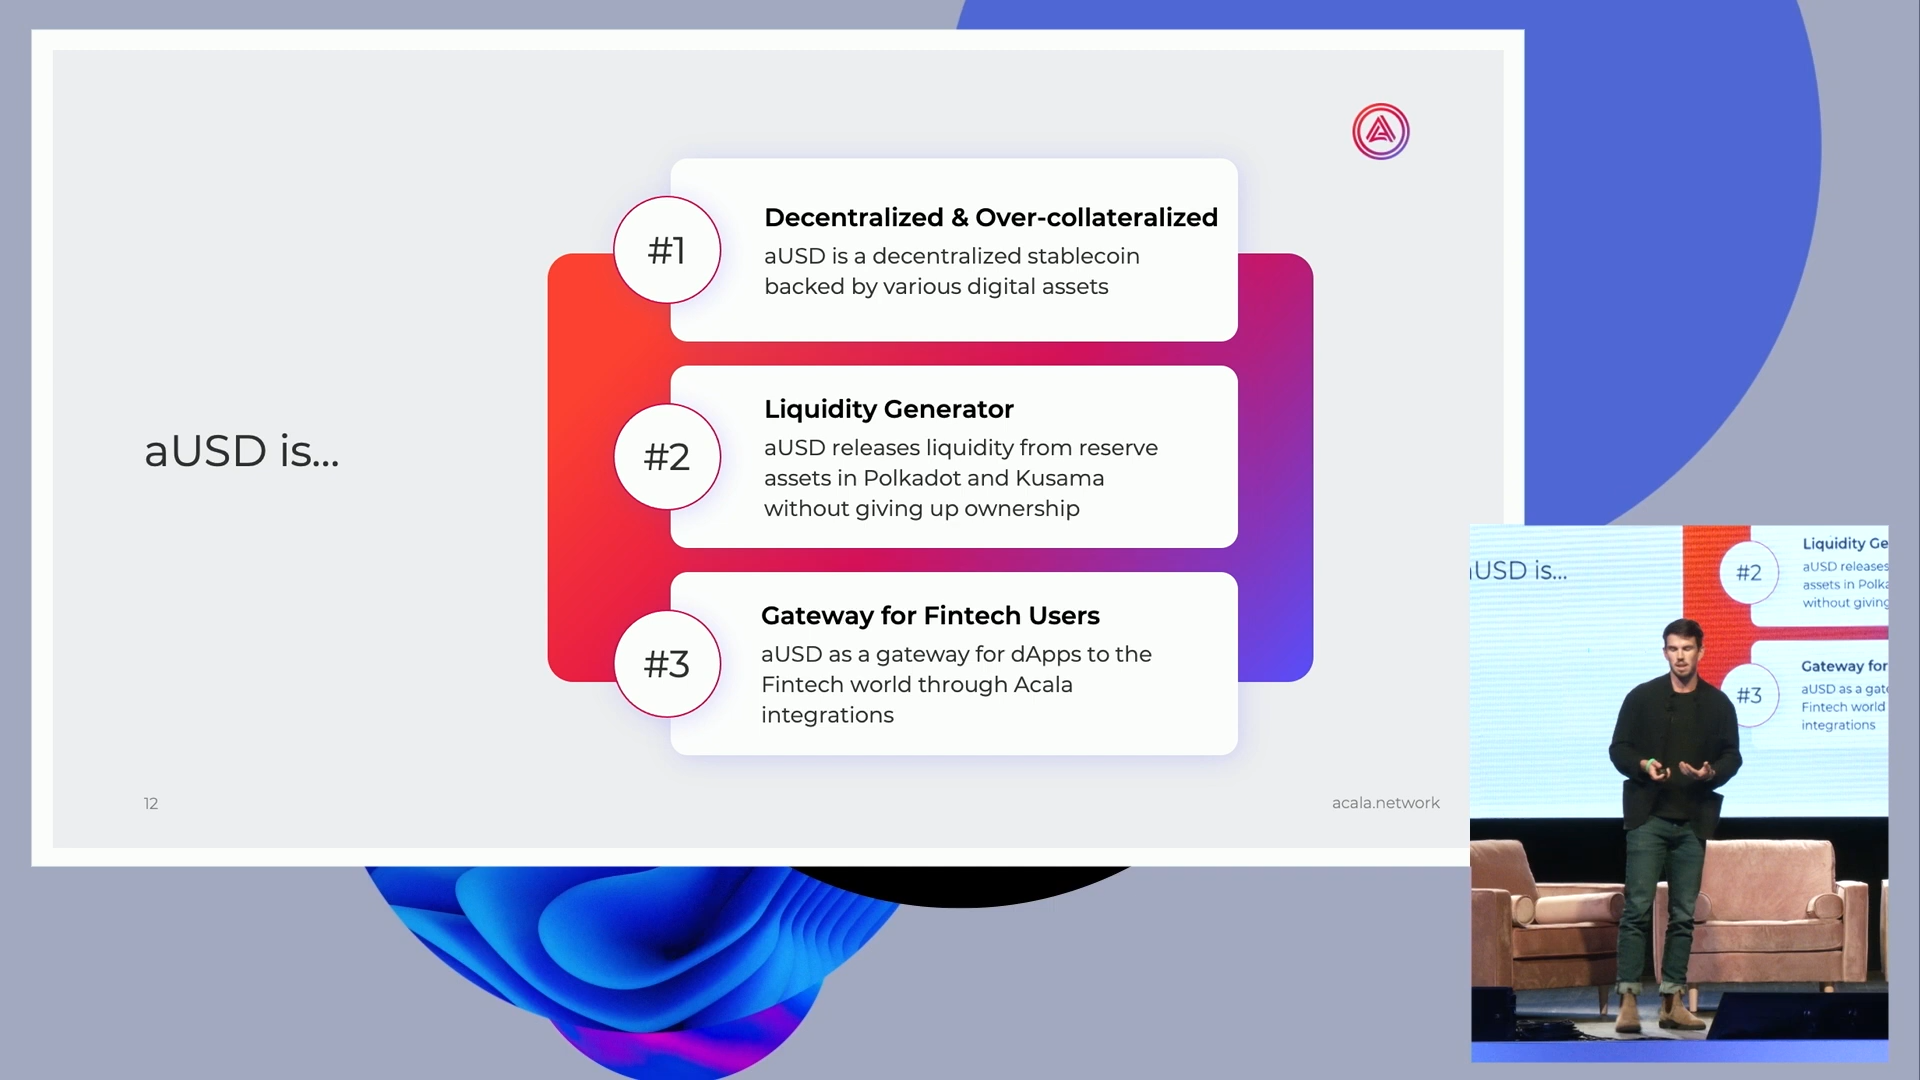 aUSD is...
#1
Decentralized & Over-collateralized
aUSD is a decentralized stablecoin
backed by various digital assets
#2
Liquidity Generator
aUSD releases liquidity from reserve
assets in Polkadot and Kusama
without giving up ownership
#3
Gateway for Fintech Users
aUSD as a gateway for dApps to the
Fintech world through Acala
integrations
12
acala.network
USD is...
#2
Liquidity Ge
aUSD releases
assets in Polka
without giving
#3
Gateway for
aUSD as a gate
Fintech world
integrations